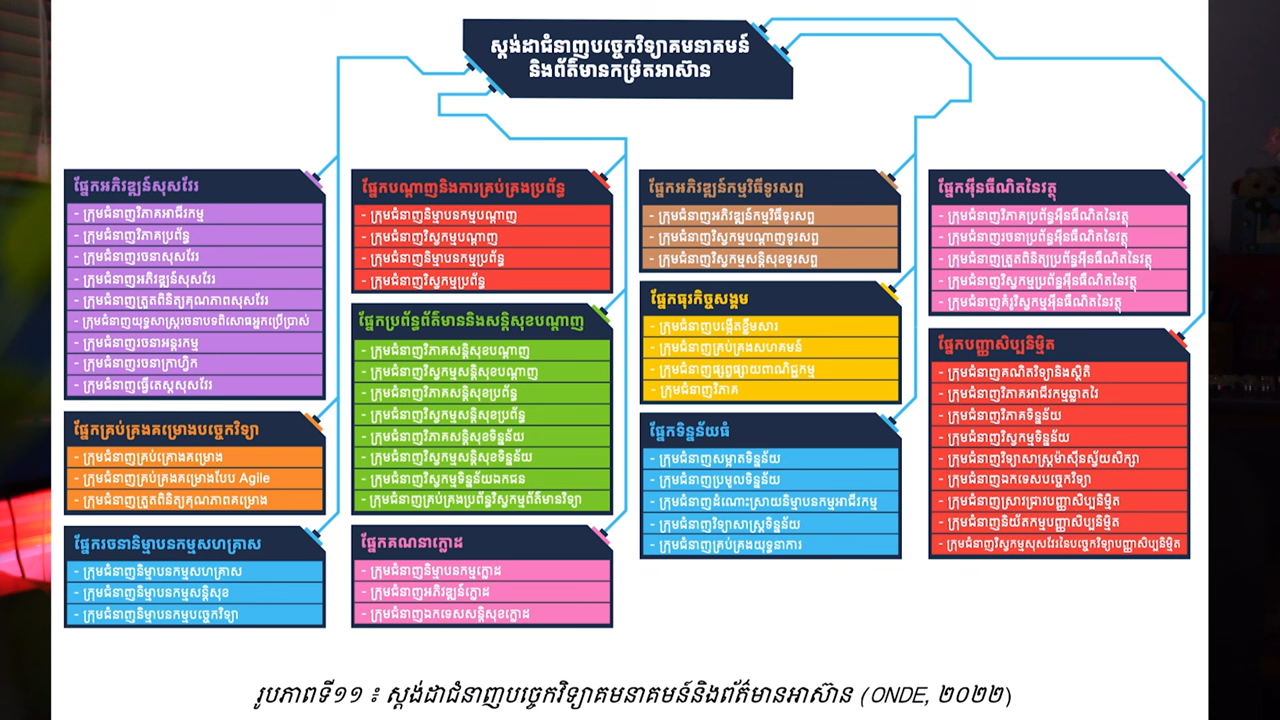 ស្តង់ដាជំនាញបច្ចេកវិទ្យាគមនាគមន៍
និងព័ត៌មានកម្រិតអាស៊ាន
ផ្នែកអភិវឌ្ឍន៍សុសវែរ
- ក្រុមជំនាញវិភាគអាជីវកម្ម
- ក្រុមជំនាញវិភាគប្រព័ន្ធ
- ក្រុមជំនាញរចនាសុសវែរ
- ក្រុមជំនាញអភិវឌ្ឍន៍សុសវែរ
- ក្រុមជំនាញត្រួតពិនិត្យគុណភាពសុសវែរ
- ក្រុមជំនាញយុទ្ធសាស្ត្ររចនាបទពិសោធអ្នកប្រើប្រាស់
- ក្រុមជំនាញរចនាអន្តរកម្ម
- ក្រុមជំនាញរចនាក្រាហ្វិក
- ក្រុមជំនាញធ្វើតេស្តសុសវែរ
ផ្នែកគ្រប់គ្រងគម្រោងបច្ចេកវិទ្យា
- ក្រុមជំនាញគ្រប់គ្រោងគម្រោង
- ក្រុមជំនាញគ្រប់គ្រងគម្រោងបែប Agile
- ក្រុមជំនាញត្រួតពិនិត្យគុណភាពគម្រោង
ផ្នែករចនានិម្មាបនកម្មសហគ្រាស
- ក្រុមជំនាញនិម្មាបនកម្មសហគ្រាស
- ក្រុមជំនាញនិម្មាបនកម្មសន្តិសុខ
- ក្រុមជំនាញនិម្មាបនកម្មបច្ចេកវិទ្យា
ផ្នែកបណ្តាញនិងការគ្រប់គ្រងប្រព័ន្ធ
- ក្រុមជំនាញនិម្មាបនកម្មបណ្តាញ
- ក្រុមជំនាញវិស្វកម្មបណ្តាញ
- ក្រុមជំនាញនិម្មាបនកម្មប្រព័ន្ធ
- ក្រុមជំនាញវិស្វកម្មប្រព័ន្ធ
ផ្នែកប្រព័ន្ធព័ត៌មាននិងសន្តិសុខបណ្តាញ
- ក្រុមជំនាញវិភាគសន្តិសុខបណ្តាញ
- ក្រុមជំនាញវិស្វកម្មសន្តិសុខបណ្តាញ
- ក្រុមជំនាញវិភាគសន្តិសុខប្រព័ន្ធ
- ក្រុមជំនាញវិស្វកម្មសន្តិសុខប្រព័ន្ធ
- ក្រុមជំនាញវិភាគសន្តិសុខទិន្នន័យ
- ក្រុមជំនាញវិស្វកម្មសន្តិសុខទិន្នន័យ
- ក្រុមជំនាញវិស្វកម្មទិន្នន័យឯកជន
- ក្រុមជំនាញគ្រប់គ្រងប្រព័ន្ធវិស្វកម្មព័ត៌មានវិទ្យា
ផ្នែកគណនាក្លោដ
- ក្រុមជំនាញនិម្មាបនកម្មក្លោដ
- ក្រុមជំនាញអភិវឌ្ឍន៍ក្លោដ
- ក្រុមជំនាញឯកទេសសន្តិសុខក្លោដ
ផ្នែកអភិវឌ្ឍន៍កម្មវិធីទូរសព្ទ
- ក្រុមជំនាញអភិវឌ្ឍន៍កម្មវិធីទូរសព្ទ
- ក្រុមជំនាញវិស្វកម្មបណ្តាញទូរសព្ទ
- ក្រុមជំនាញវិស្វកម្មសន្តិសុខទូរសព្ទ
ផ្នែកធុរកិច្ចសង្គម
- ក្រុមជំនាញបង្កើតខ្លឹមសារ
- ក្រុមជំនាញគ្រប់គ្រងសហគមន៍
- ក្រុមជំនាញផ្សព្វផ្សាយពាណិជ្ជកម្ម
- ក្រុមជំនាញវិភាគ
ផ្នែកទិន្នន័យធំ
- ក្រុមជំនាញសម្អាតទិន្នន័យ
- ក្រុមជំនាញប្រមូលទិន្នន័យ
- ក្រុមជំនាញដំណោះស្រាយនិម្មាបនកម្មអាជីវកម្ម
- ក្រុមជំនាញវិទ្យាសាស្ត្រទិន្នន័យ
- ក្រុមជំនាញគ្រប់គ្រងយុទ្ធនាការ
ផ្នែកអ៊ីនធឺណិតនៃវត្ថុ
- ក្រុមជំនាញវិភាគប្រព័ន្ធអ៊ីនធឺណិតនៃវត្ថុ
- ក្រុមជំនាញរចនាប្រព័ន្ធអ៊ីនធឺណិតនៃវត្ថុ
- ក្រុមជំនាញត្រួតពិនិត្យប្រព័ន្ធអ៊ីនធឺណិតនៃវត្ថុ
- ក្រុមជំនាញវិស្វកម្មប្រព័ន្ធអ៊ីនធឺណិតនៃវត្ថុ
- ក្រុមជំនាញគំរូវិស្វកម្មអ៊ីនធឺណិតនៃវត្ថុ
ផ្នែកបញ្ញាសិប្បនិម្មិត
- ក្រុមជំនាញគណិតវិទ្យានិងស្ថិតិ
- ក្រុមជំនាញវិភាគអាជីវកម្មឆ្លាតវៃ
- ក្រុមជំនាញវិភាគទិន្នន័យ
- ក្រុមជំនាញវិស្វកម្មទិន្នន័យ
- ក្រុមជំនាញវិទ្យាសាស្ត្រម៉ាស៊ីនស្វ័យសិក្សា
- ក្រុមជំនាញឯកទេសបច្ចេកវិទ្យា
- ក្រុមជំនាញស្រាវជ្រាវបញ្ញាសិប្បនិម្មិត
- ក្រុមជំនាញនិយ័តកម្មបញ្ញាសិប្បនិម្មិត
- ក្រុមជំនាញវិស្វកម្មសុសវែរនៃបច្ចេកវិទ្យាបញ្ញាសិប្បនិម្មិត
រូបភាពទី១១ ៖ ស្តង់ដាជំនាញបច្ចេកវិទ្យាគមនាគមន៍និងព័ត៌មានអាស៊ាន (ONDE, ២០២២)